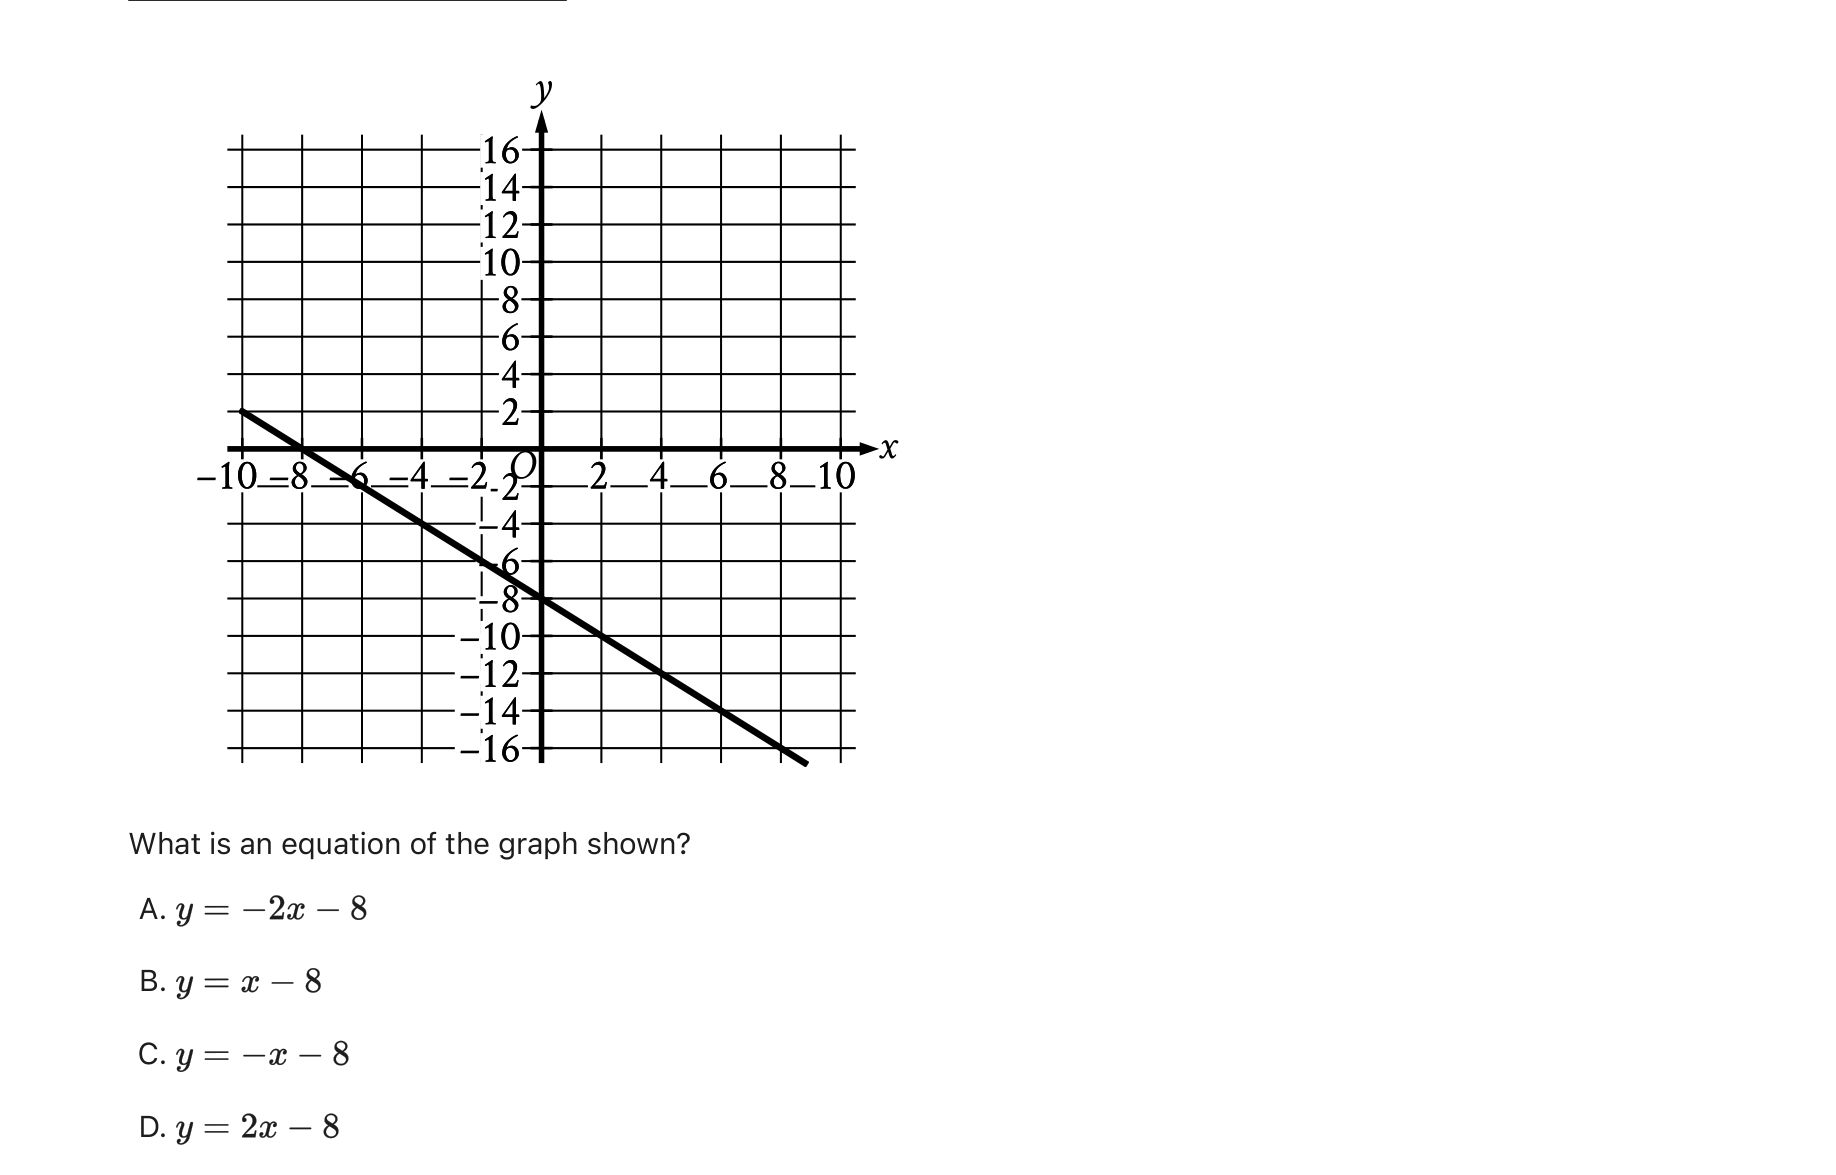 y
16
14
12
10
8
6
4
2
x
O
−10 −8 −6 −4 −2 2 4 6 8 10
-2
−4
−6
−8
−10
−12
−14
−16
What is an equation of the graph shown?
A. y = −2x − 8
B. y = x − 8
C. y = −x − 8
D. y = 2x − 8